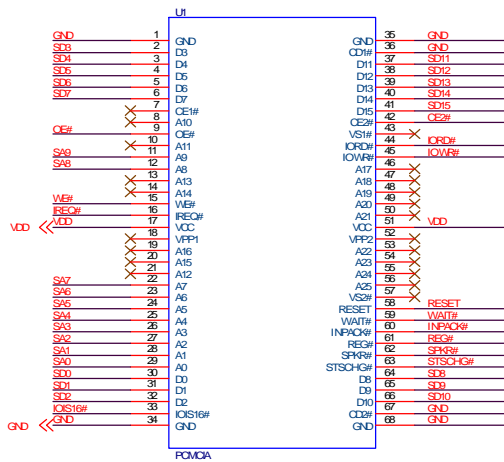 U1
GND 1 GND GND 35 GND
SD3 2 D3 CD1# 36 GND
SD4 3 D4 D11 37 SD11
SD5 4 D5 D12 38 SD12
SD6 5 D6 D13 39 SD13
SD7 6 D7 D14 40 SD14
7 CE1# D15 41 SD15
8 A10 CE2# 42 CE2#
OE# 9 OE# VS1# 43
10 A11 IORD# 44 IORD#
SA9 11 A9 IOWR# 45 IOWR#
SA8 12 A8 A17 46
13 A13 A18 47
14 A14 A19 48
WE# 15 WE# A20 49
IREQ# 16 IREQ# A21 50
VDD VDD 17 VCC VCC 51 VDD
18 VPP1 VPP2 52
19 A16 A22 53
20 A15 A23 54
21 A12 A24 55
SA7 22 A7 A25 56
SA6 23 A6 VS2# 57
SA5 24 A5 RESET 58 RESET
SA4 25 A4 WAIT# 59 WAIT#
SA3 26 A3 INPACK# 60 INPACK#
SA2 27 A2 REG# 61 REG#
SA1 28 A1 SPKR# 62 SPKR#
SA0 29 A0 STSCHG# 63 STSCHG#
SD0 30 D0 D8 64 SD8
SD1 31 D1 D9 65 SD9
SD2 32 D2 D10 66 SD10
IOIS16# 33 IOIS16# CD2# 67 GND
GND GND 34 GND GND 68 GND
PCMCIA